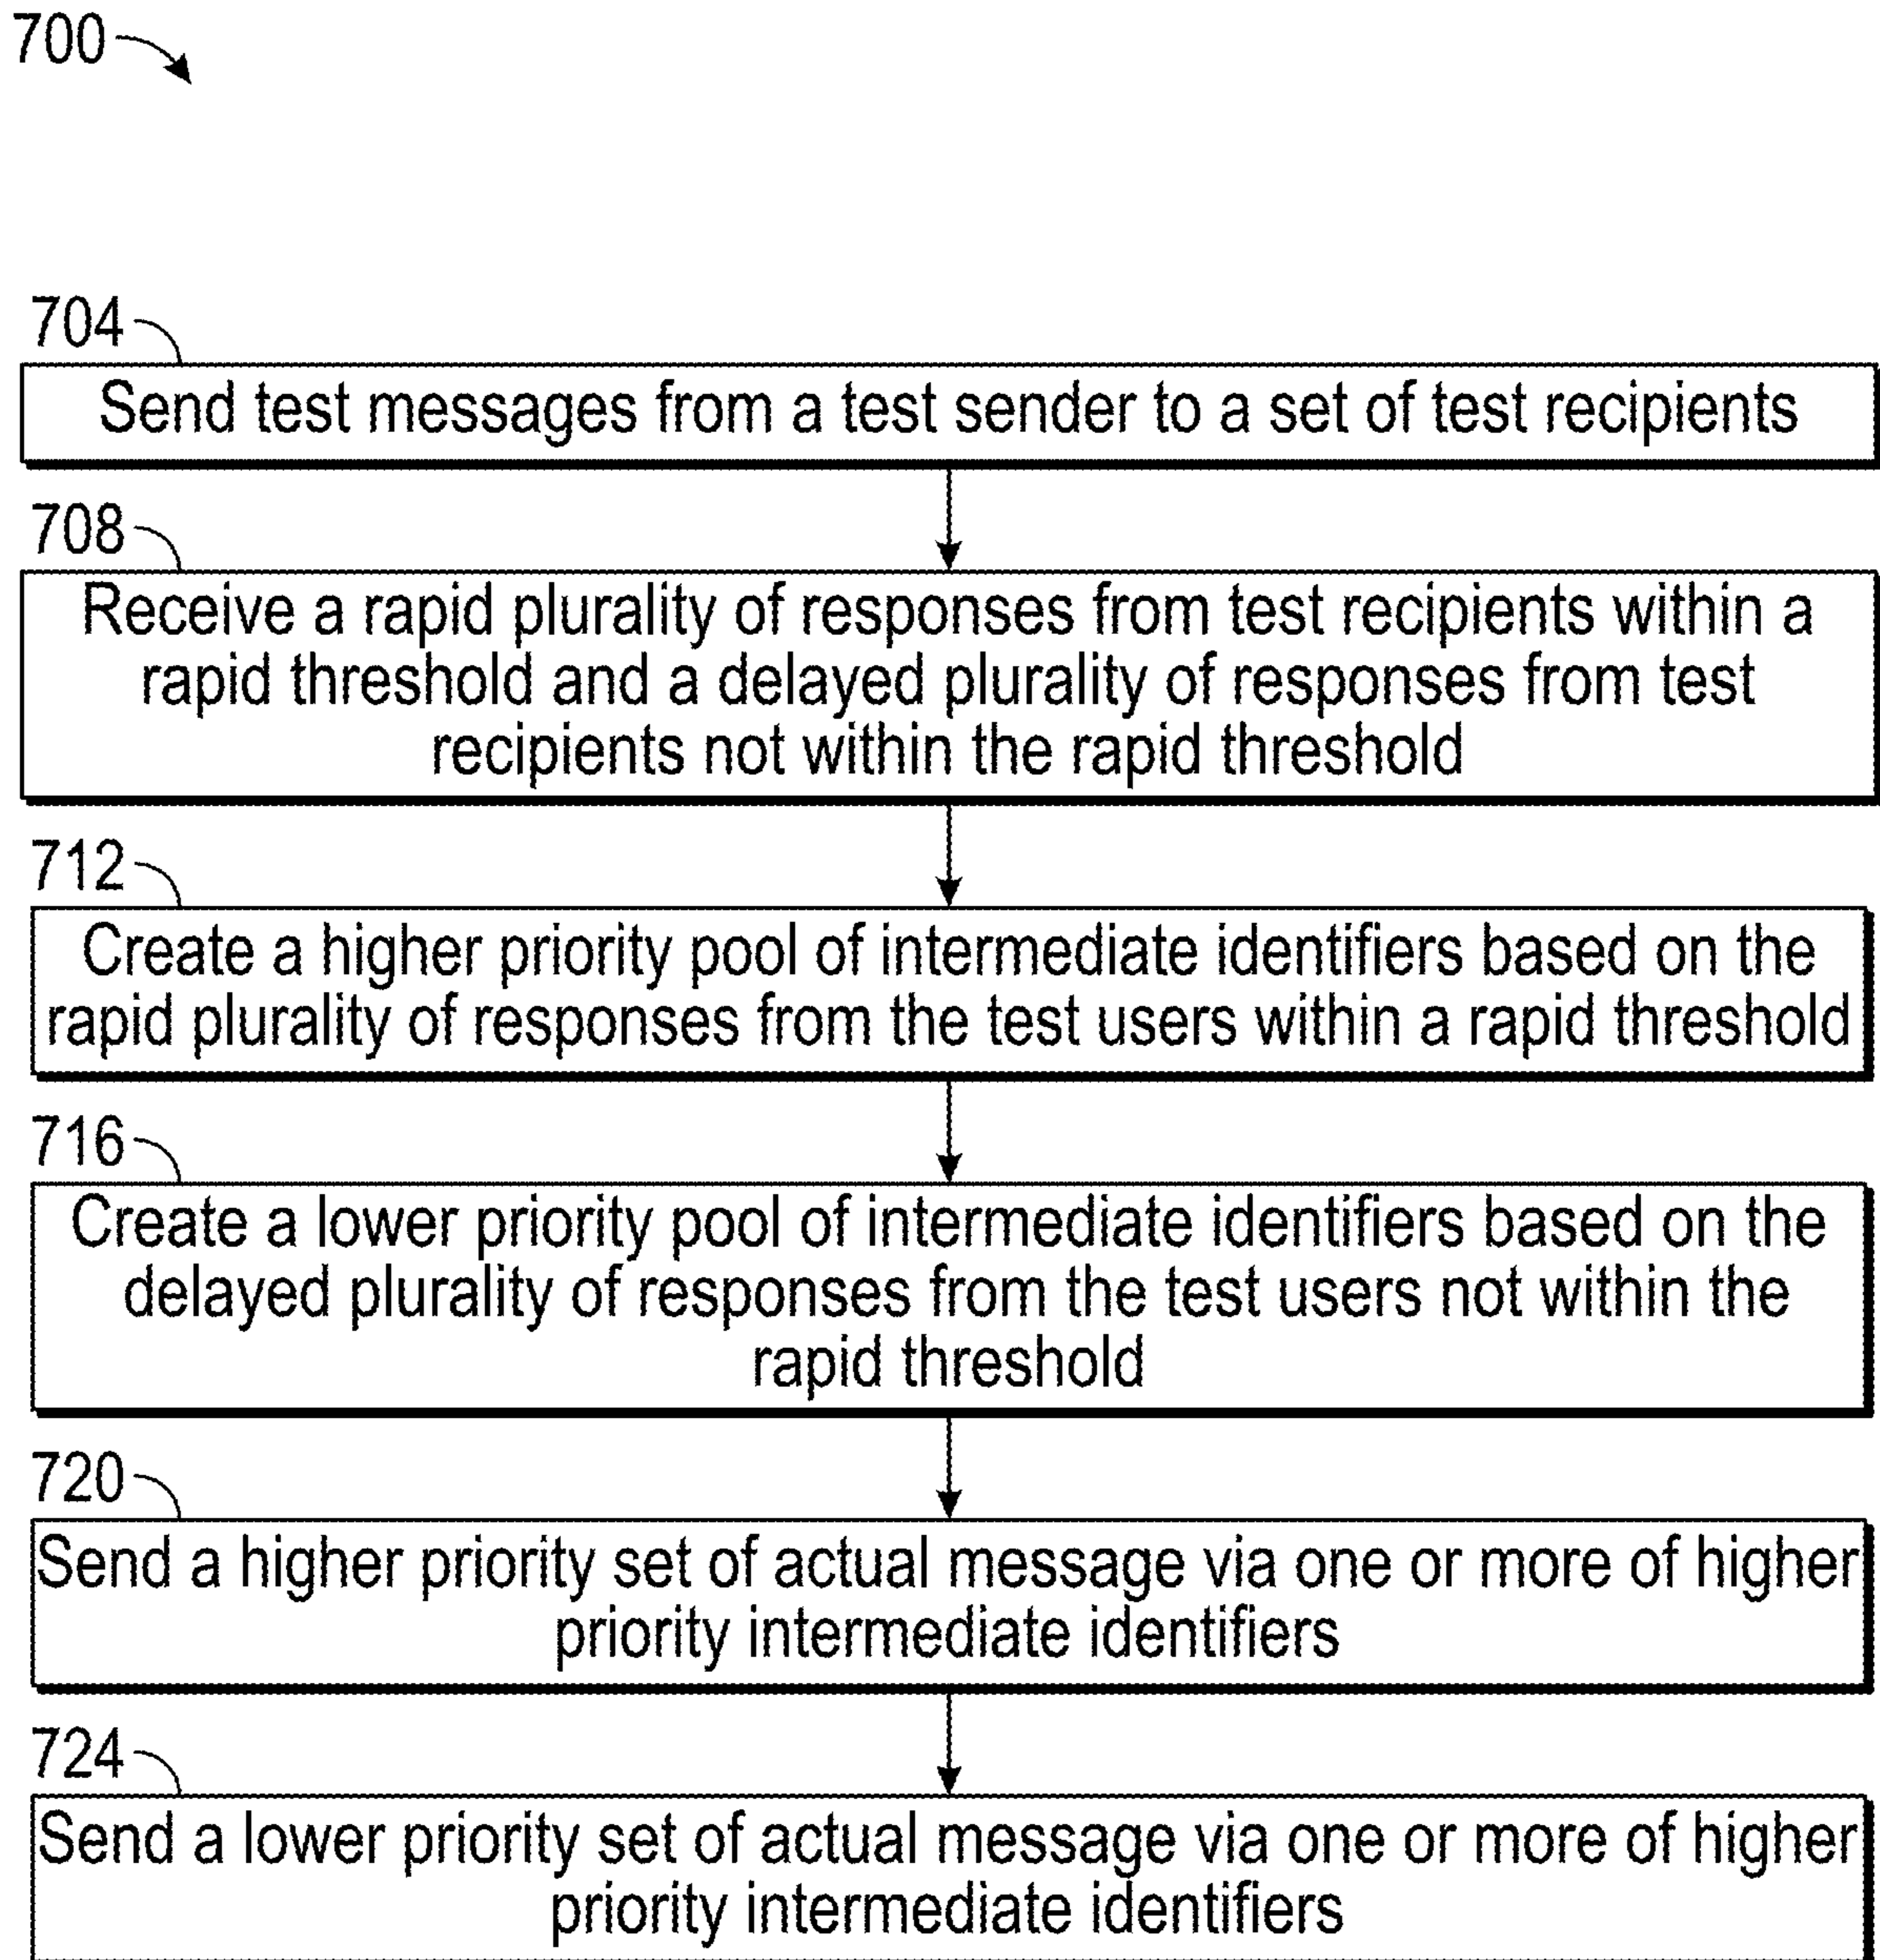 700
704
Send test messages from a test sender to a set of test recipients
708
Receive a rapid plurality of responses from test recipients within a
rapid threshold and a delayed plurality of responses from test
recipients not within the rapid threshold
712
Create a higher priority pool of intermediate identifiers based on the
rapid plurality of responses from the test users within a rapid threshold
716
Create a lower priority pool of intermediate identifiers based on the
delayed plurality of responses from the test users not within the
rapid threshold
720
Send a higher priority set of actual message via one or more of higher
priority intermediate identifiers
724
Send a lower priority set of actual message via one or more of higher
priority intermediate identifiers